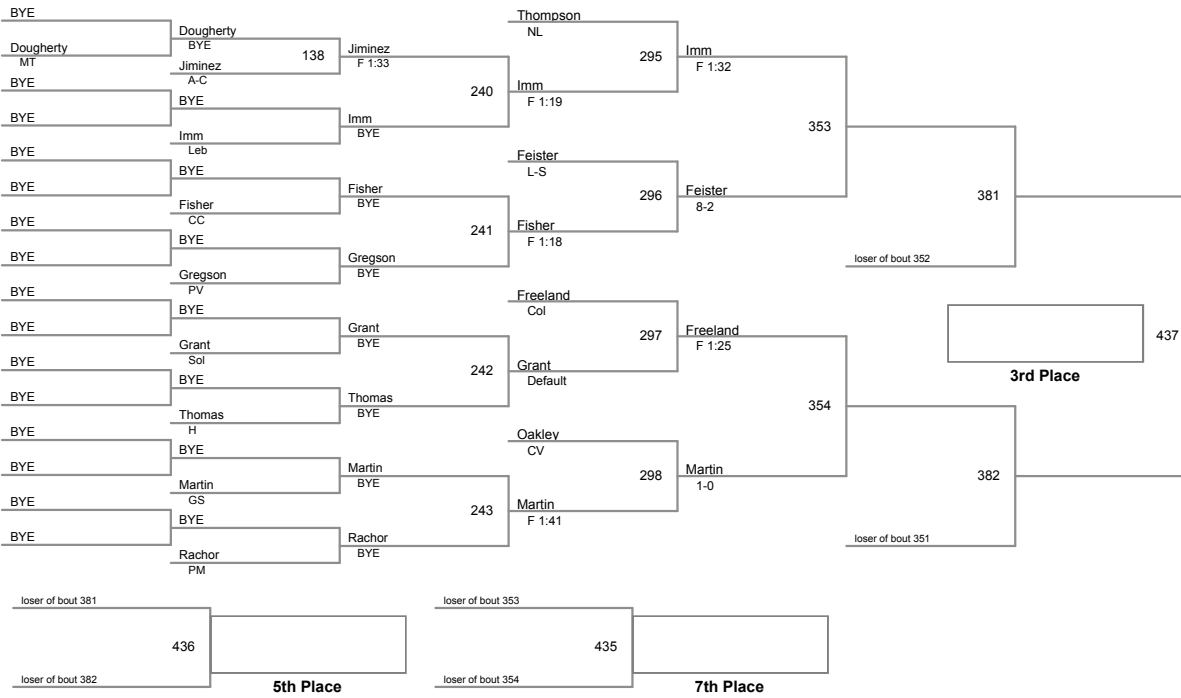 BYE
Dougherty
MT
BYE
BYE
BYE
BYE
BYE
BYE
BYE
BYE
BYE
BYE
BYE
BYE
BYE
BYE
Dougherty
BYE
138
Jiminez
A-C
BYE
Imm
Leb
BYE
Fisher
CC
BYE
Gregson
PV
BYE
Grant
Sol
BYE
Thomas
H
BYE
Martin
GS
BYE
Rachor
PM
Jiminez
F 1:33
240
Imm
BYE
Fisher
BYE
241
Gregson
BYE
Grant
BYE
242
Thomas
BYE
Martin
BYE
243
Rachor
BYE
Thompson
NL
295
Imm
F 1:19
Feister
L-S
296
Fisher
F 1:18
Freeland
Col
297
Grant
Default
Oakley
CV
298
Martin
F 1:41
Imm
F 1:32
353
Feister
8-2
Freeland
F 1:25
354
Martin
1-0
381
loser of bout 352
382
loser of bout 351
437
3rd Place
loser of bout 381
436
loser of bout 382
5th Place
loser of bout 353
435
loser of bout 354
7th Place